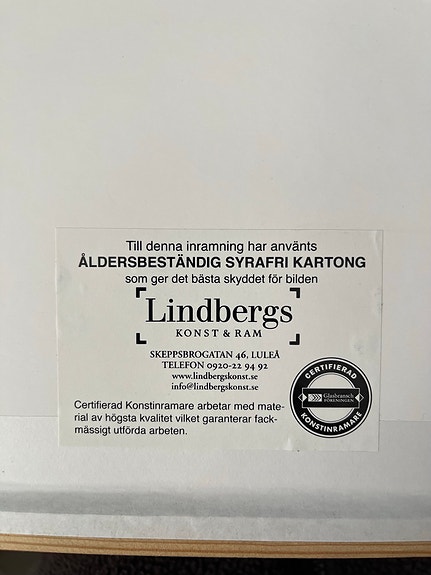 Till denna inramning har använts
ÅLDERSBESTÄNDIG SYRAFRI KARTONG
som ger det bästa skyddet för bilden
Lindbergs
KONST & RAM
SKEPPSBROGATAN 46, LULEÅ
TELEFON 0920-22 94 92
www.lindbergskonst.se
info@lindbergskonst.se
Certifierad Konstinramare arbetar med mate-
rial av högsta kvalitet vilket garanterar fack-
mässigt utförda arbeten.
CERTIFIERAD
Glasbransch
FÖRENINGEN
KONSTINRAMARE